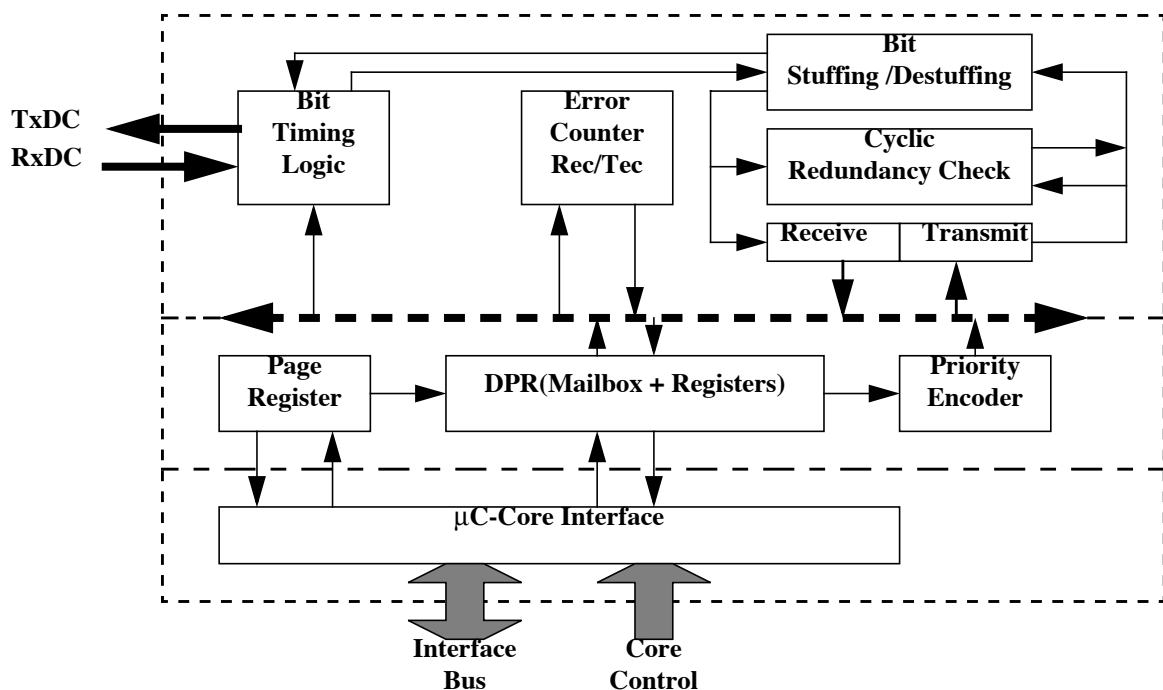 Bit
Stuffing /Destuffing
TxDC
RxDC
Bit
Timing
Logic
Error
Counter
Rec/Tec
Cyclic
Redundancy Check
Receive
Transmit
Page
Register
DPR(Mailbox + Registers)
Priority
Encoder
μC-Core Interface
Interface
Bus
Core
Control